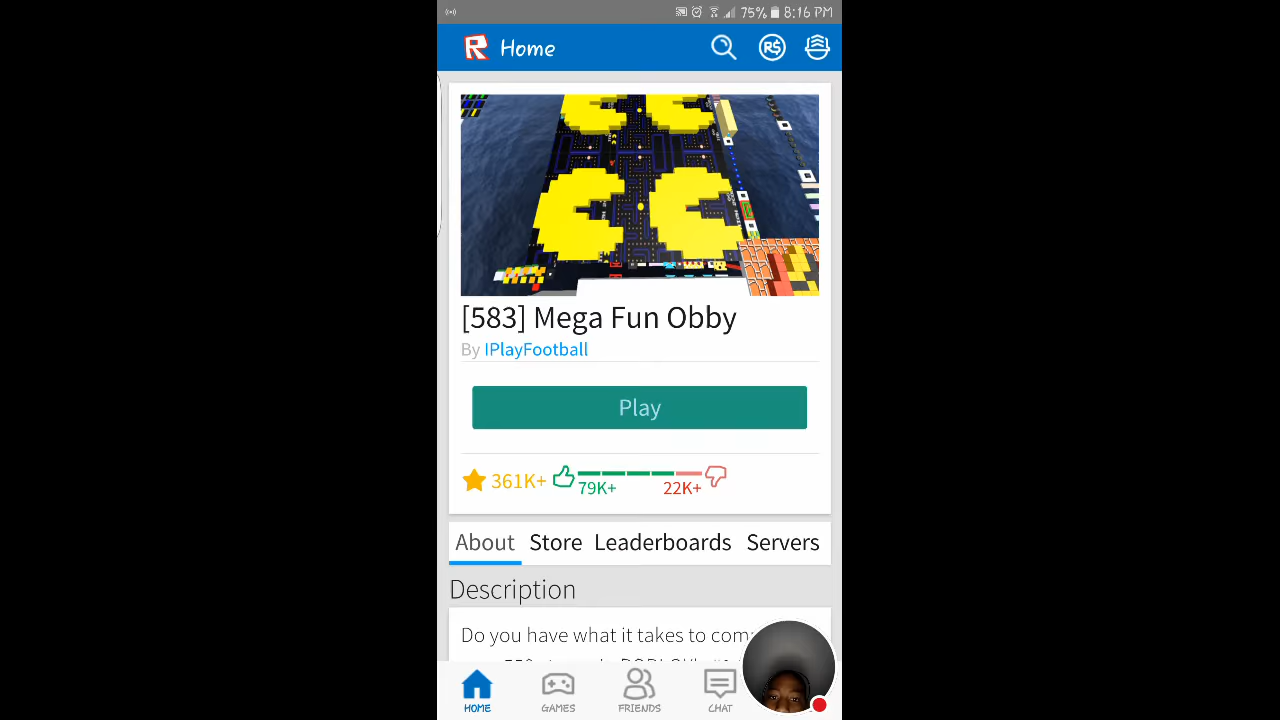 75% 8:16 PM
R Home R$
[583] Mega Fun Obby
By IPlayFootball
Play
361K+ 79K+ 22K+
About Store Leaderboards Servers
Description
Do you have what it takes to
HOME GAMES FRIENDS CHAT